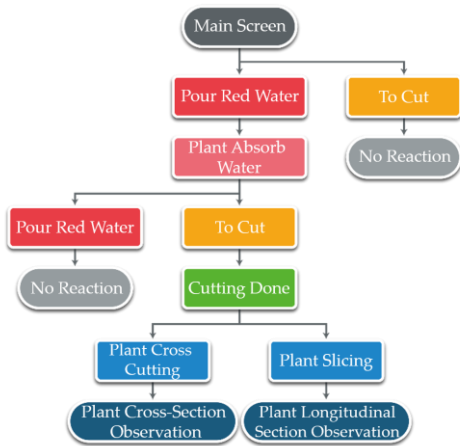 Main Screen
Pour Red Water
To Cut
Plant Absorb
Water
No Reaction
Pour Red Water
To Cut
No Reaction
Cutting Done
Plant Cross
Cutting
Plant Slicing
Plant Cross-Section
Observation
Plant Longitudinal
Section Observation